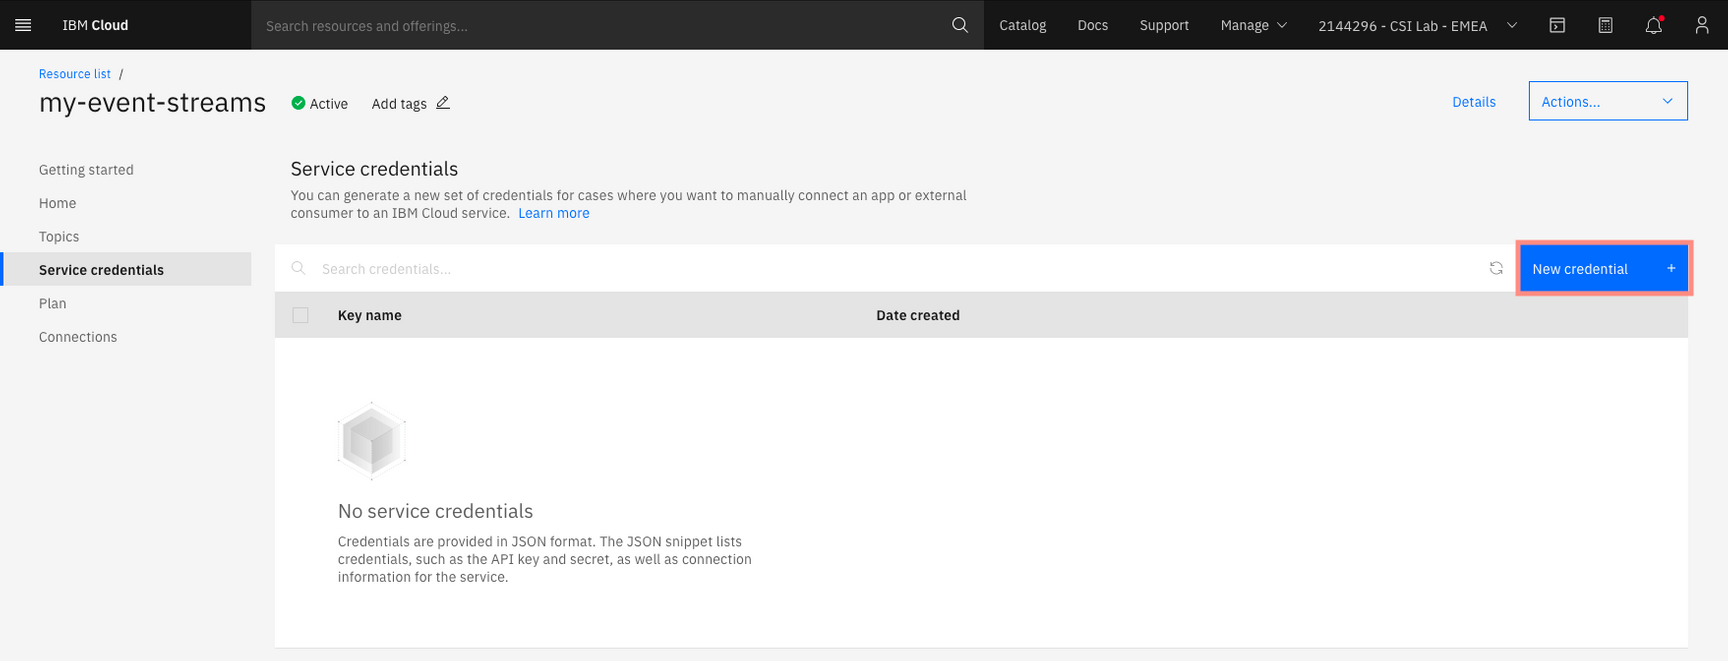 IBM Cloud
Search resources and offerings...
Catalog
Docs
Support
Manage
2144296 - CSI Lab - EMEA
Resource list /
my-event-streams
Active
Add tags
Details
Actions...
Getting started
Home
Topics
Service credentials
Plan
Connections
Service credentials
You can generate a new set of credentials for cases where you want to manually connect an app or external
consumer to an IBM Cloud service. Learn more
Search credentials...
New credential +
Key name
Date created
No service credentials
Credentials are provided in JSON format. The JSON snippet lists
credentials, such as the API key and secret, as well as connection
information for the service.